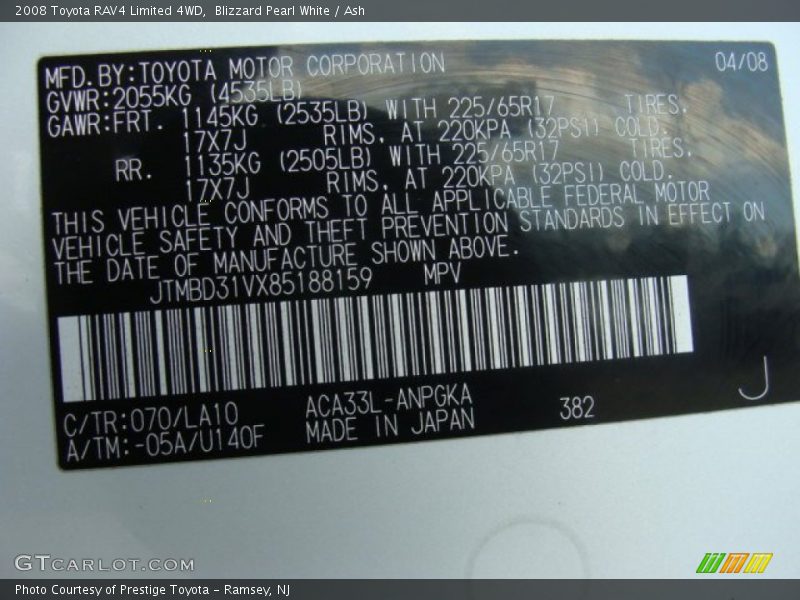 2008 Toyota RAV4 Limited 4WD, Blizzard Pearl White / Ash
MFD.BY:TOYOTA MOTOR CORPORATION 04/08
GVWR:2055KG (4535LB)
GAWR:FRT. 1145KG (2535LB) WITH 225/65R17 TIRES.
17X7J RIMS, AT 220KPA (32PSI) COLD.
RR. 1135KG (2505LB) WITH 225/65R17 TIRES,
17X7J RIMS, AT 220KPA (32PSI) COLD.
THIS VEHICLE CONFORMS TO ALL APPLICABLE FEDERAL MOTOR
VEHICLE SAFETY AND THEFT PREVENTION STANDARDS IN EFFECT ON
THE DATE OF MANUFACTURE SHOWN ABOVE.
JTMBD31VX85188159 MPV
C/TR:070/LA10 ACA33L-ANPGKA 382 J
A/TM:-05A/U140F MADE IN JAPAN
GTCARLOT.COM
Photo Courtesy of Prestige Toyota - Ramsey, NJ